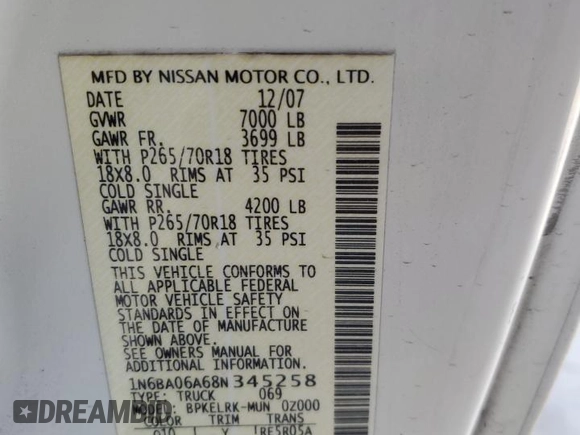 MFD BY NISSAN MOTOR CO., LTD.
DATE 12/07
GVWR 7000 LB
GAWR FR. 3699 LB
WITH P265/70R18 TIRES
18X8.0 RIMS AT 35 PSI
COLD SINGLE
GAWR RR. 4200 LB
WITH P265/70R18 TIRES
18X8.0 RIMS AT 35 PSI
COLD SINGLE
THIS VEHICLE CONFORMS TO
ALL APPLICABLE FEDERAL
MOTOR VEHICLE SAFETY
STANDARDS IN EFFECT ON
THE DATE OF MANUFACTURE
SHOWN ABOVE.
SEE OWNERS MANUAL FOR
ADDITIONAL INFORMATION
1N6BA06A68N345258
TYPE: TRUCK 069
MODEL: BPKELRK-MUN 0Z000
COLOR TRIM TRANS
Q10 Y RE5R05A
DREAMBID